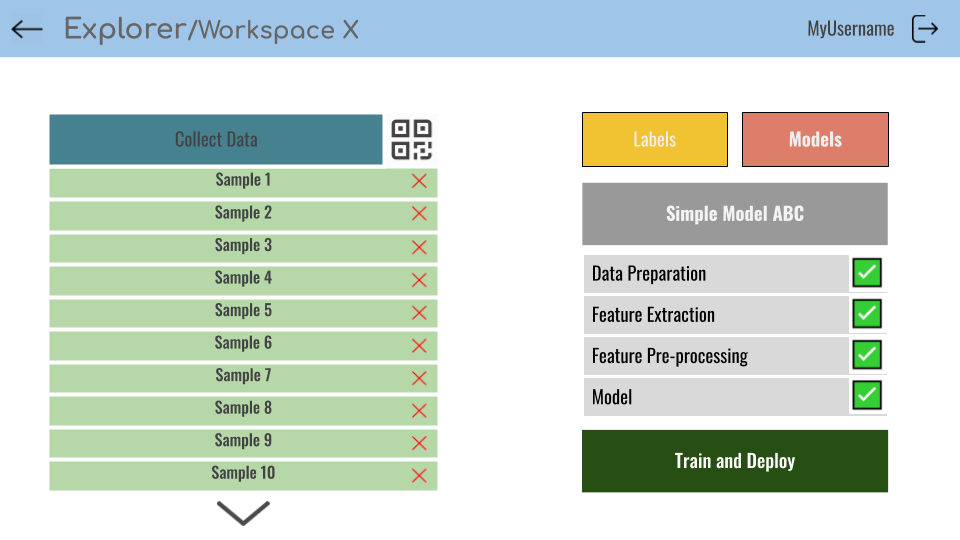 Explorer/Workspace X
MyUsername
Collect Data
Sample 1
Sample 2
Sample 3
Sample 4
Sample 5
Sample 6
Sample 7
Sample 8
Sample 9
Sample 10
Labels
Models
Simple Model ABC
Data Preparation
Feature Extraction
Feature Pre-processing
Model
Train and Deploy